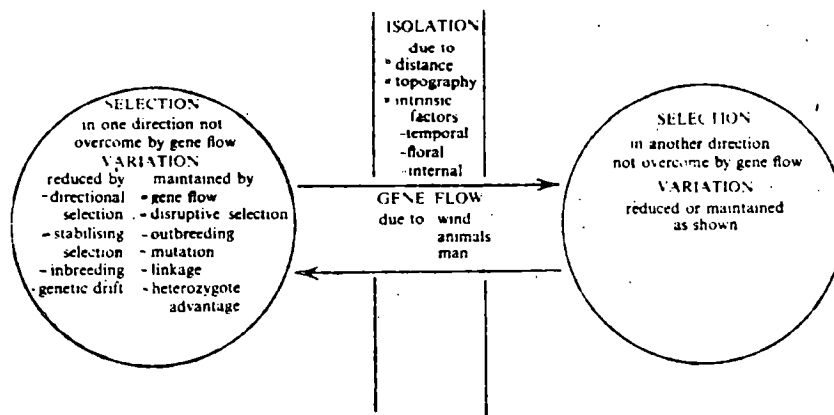 ISOLATION
due to
distance
topography
intrinsic
factors
-temporal
-floral
-internal
GENE FLOW
due to wind
animals
man
SELECTION
in one direction not
overcome by gene flow
VARIATION
reduced by maintained by
-directional - gene flow
selection - disruptive selection
-stabilising - outbreeding
selection - mutation
-inbreeding - linkage
-genetic drift - heterozygote
advantage
SELECTION
in another direction
not overcome by gene flow
VARIATION
reduced or maintained
as shown